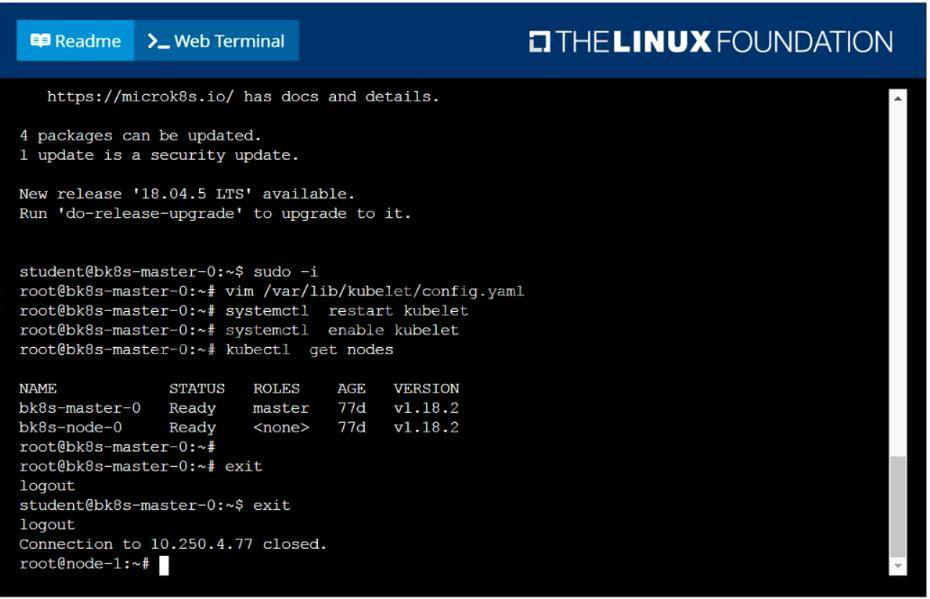 Readme
>_ Web Terminal
THE LINUX FOUNDATION
https://microk8s.io/ has docs and details.
4 packages can be updated.
1 update is a security update.
New release '18.04.5 LTS' available.
Run 'do-release-upgrade' to upgrade to it.
student@bk8s-master-0:~$ sudo -i
root@bk8s-master-0:~# vim /var/lib/kubelet/config.yaml
root@bk8s-master-0:~# systemctl  restart kubelet
root@bk8s-master-0:~# systemctl  enable kubelet
root@bk8s-master-0:~# kubectl  get nodes
NAME STATUS ROLES AGE VERSION
bk8s-master-0 Ready master 77d v1.18.2
bk8s-node-0 Ready <none> 77d v1.18.2
root@bk8s-master-0:~#
root@bk8s-master-0:~# exit
logout
student@bk8s-master-0:~$ exit
logout
Connection to 10.250.4.77 closed.
root@node-1:~#